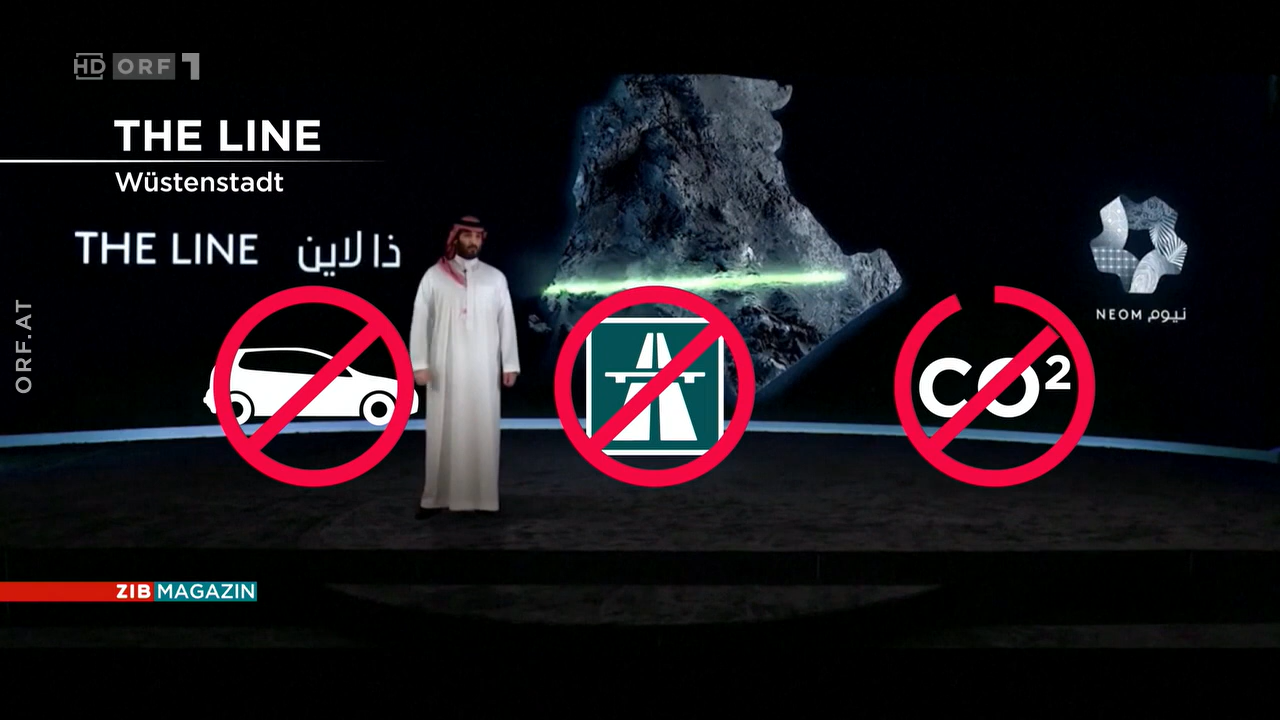 HD ORF 1
THE LINE
Wüstenstadt
THE LINE ذا لاين
NEOM نيوم
ORF.AT
CO²
ZIB MAGAZIN